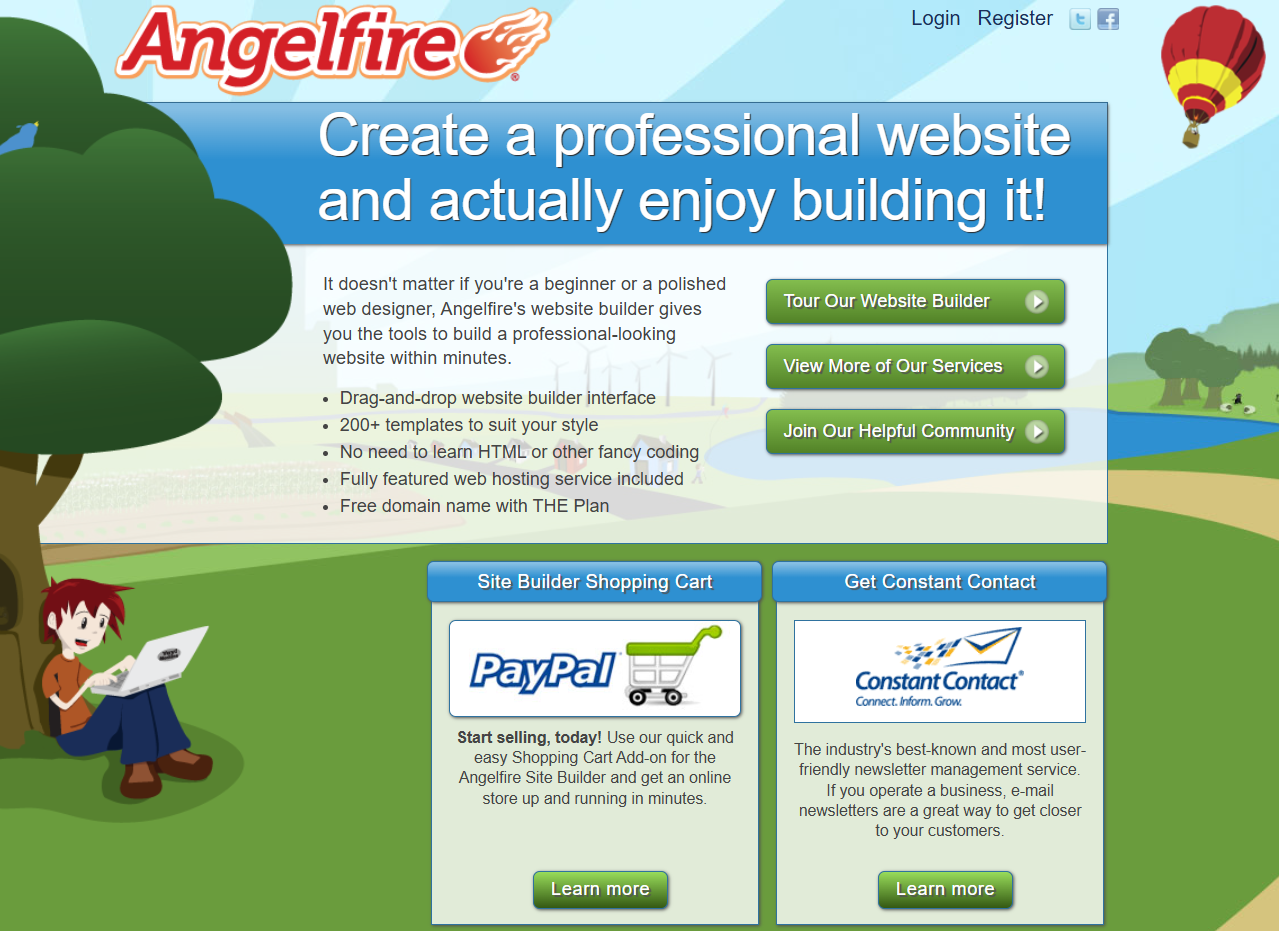 Angelfire®
Login Register
Create a professional website
and actually enjoy building it!
It doesn't matter if you're a beginner or a polished
web designer, Angelfire's website builder gives
you the tools to build a professional-looking
website within minutes.
• Drag-and-drop website builder interface
• 200+ templates to suit your style
• No need to learn HTML or other fancy coding
• Fully featured web hosting service included
• Free domain name with THE Plan
Tour Our Website Builder
View More of Our Services
Join Our Helpful Community
Site Builder Shopping Cart
PayPal
Start selling, today! Use our quick and
easy Shopping Cart Add-on for the
Angelfire Site Builder and get an online
store up and running in minutes.
Learn more
Get Constant Contact
Constant Contact®
Connect. Inform. Grow.
The industry's best-known and most user-
friendly newsletter management service.
If you operate a business, e-mail
newsletters are a great way to get closer
to your customers.
Learn more